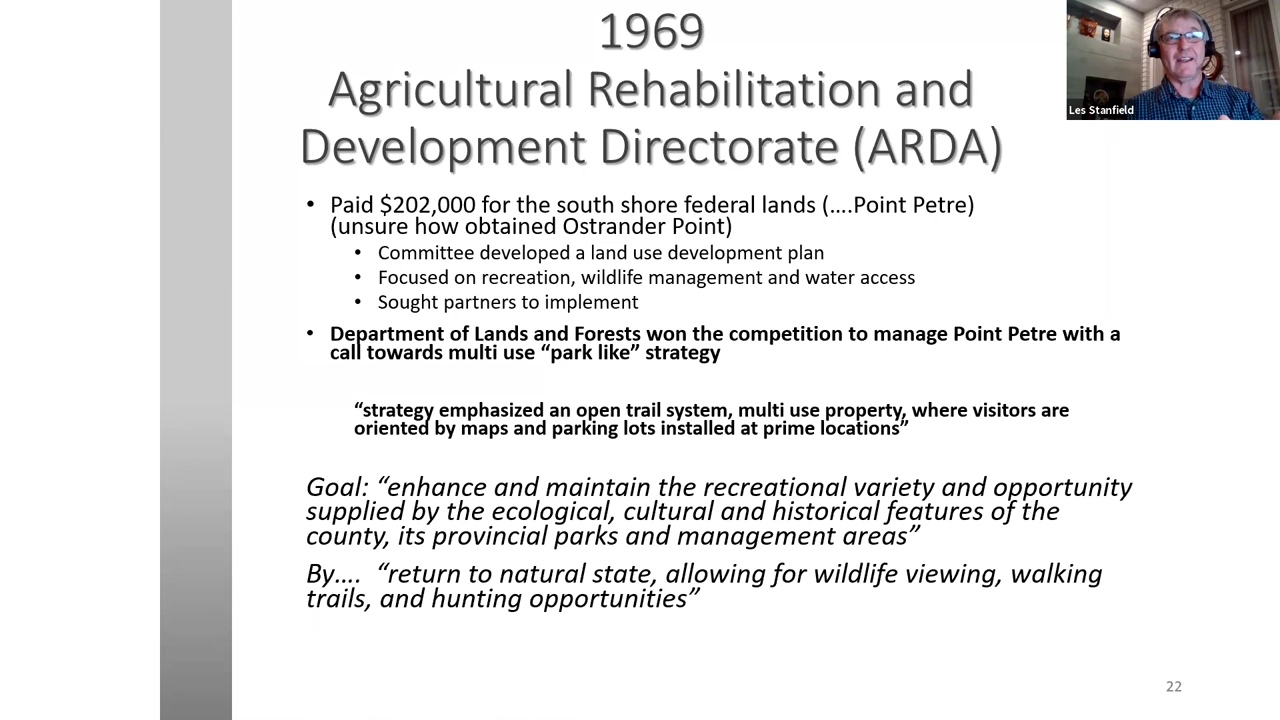 1969
Agricultural Rehabilitation and
Development Directorate (ARDA)
Les Stanfield
• Paid $202,000 for the south shore federal lands (....Point Petre)
(unsure how obtained Ostrander Point)
• Committee developed a land use development plan
• Focused on recreation, wildlife management and water access
• Sought partners to implement
• Department of Lands and Forests won the competition to manage Point Petre with a
call towards multi use “park like” strategy
“strategy emphasized an open trail system, multi use property, where visitors are
oriented by maps and parking lots installed at prime locations”
Goal: “enhance and maintain the recreational variety and opportunity
supplied by the ecological, cultural and historical features of the
county, its provincial parks and management areas”
By.... “return to natural state, allowing for wildlife viewing, walking
trails, and hunting opportunities”
22